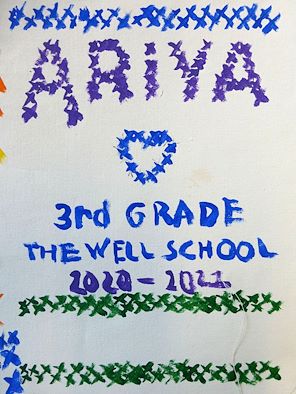 ARiYA
3rd GRADE
THE WELL SCHOOL
2020-2021